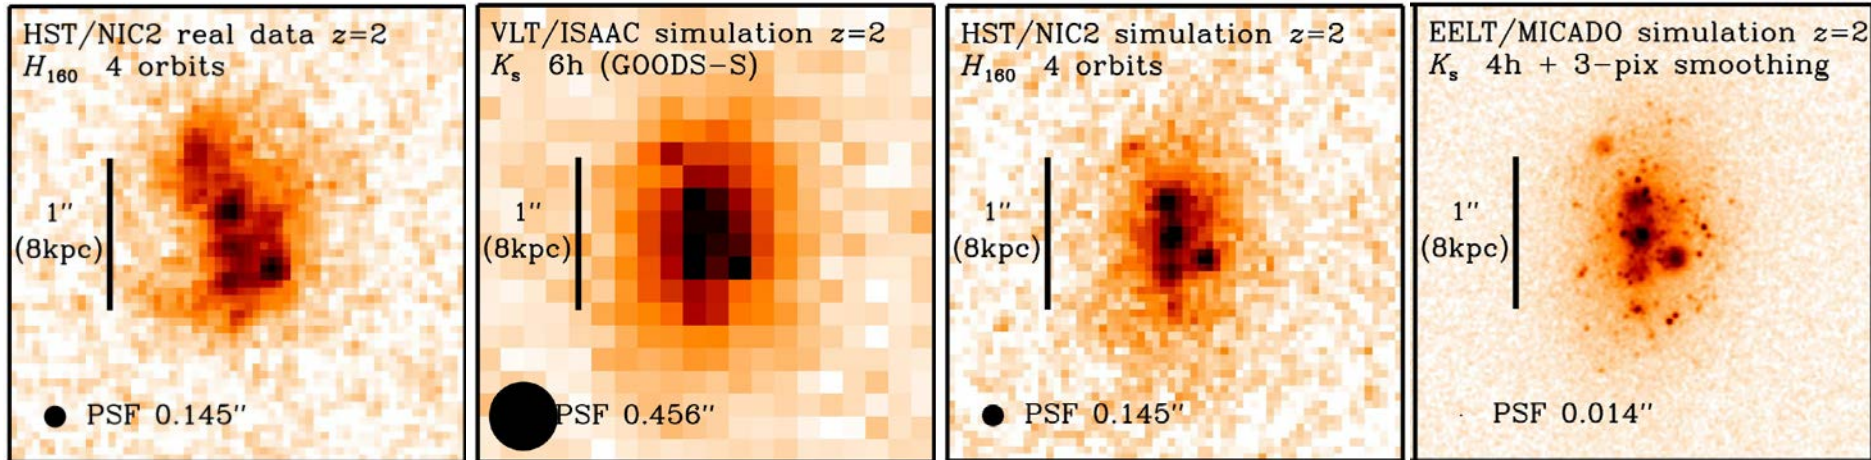 HST/NIC2 real data z=2
H₁₆₀ 4 orbits
1″
(8kpc)
PSF 0.145″
VLT/ISAAC simulation z=2
Kₛ 6h (GOODS−S)
1″
(8kpc)
PSF 0.456″
HST/NIC2 simulation z=2
H₁₆₀ 4 orbits
1″
(8kpc)
PSF 0.145″
EELT/MICADO simulation z=2
Kₛ 4h + 3−pix smoothing
1″
(8kpc)
PSF 0.014″